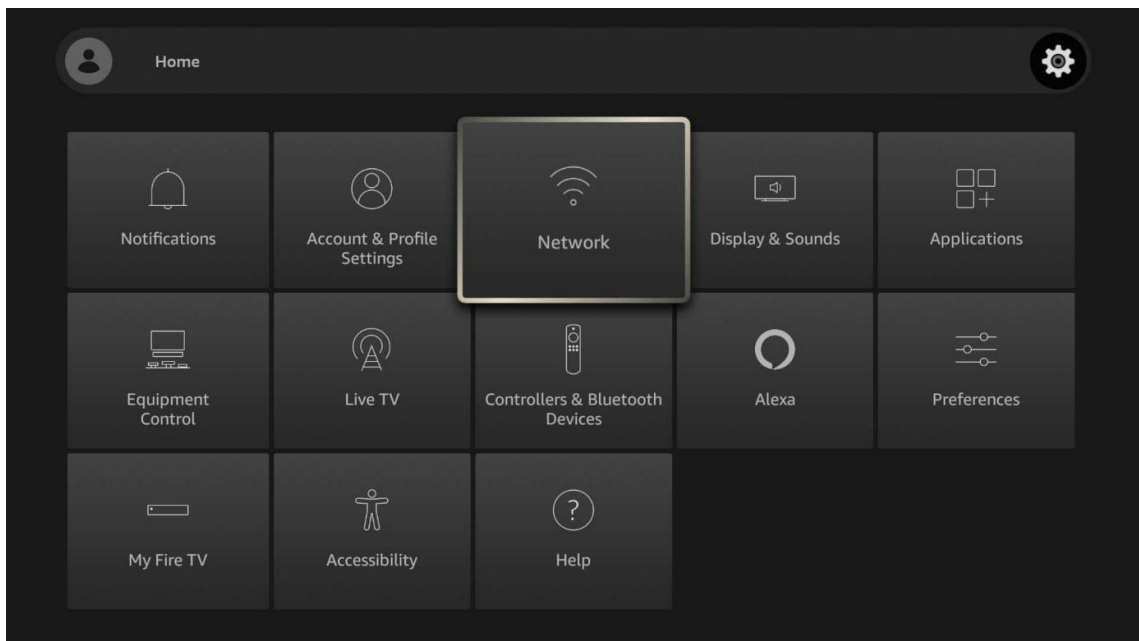 Home
Notifications
Account & Profile
Settings
Network
Display & Sounds
Applications
Equipment
Control
Live TV
Controllers & Bluetooth
Devices
Alexa
Preferences
My Fire TV
Accessibility
?
Help